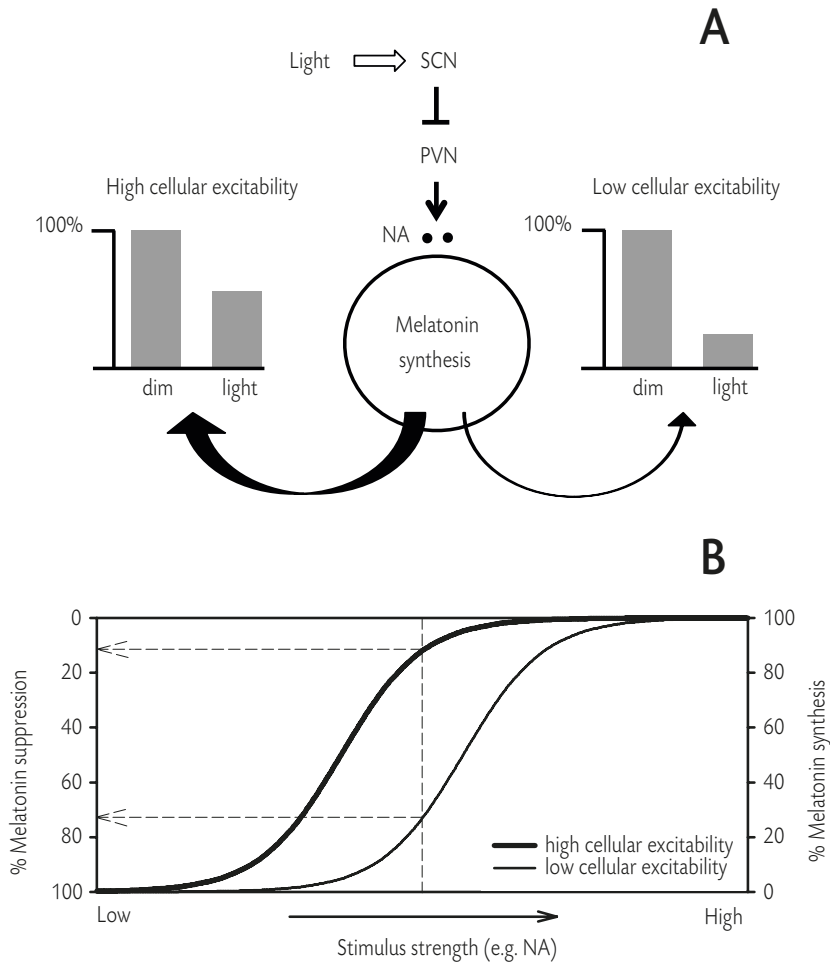 A
Light SCN
PVN
High cellular excitability
Low cellular excitability
100%
NA
100%
Melatonin
synthesis
dim light
dim light
B
% Melatonin suppression
0
20
40
60
80
100
100
80
60
40
20
0
% Melatonin synthesis
high cellular excitability
low cellular excitability
Low
High
Stimulus strength (e.g. NA)